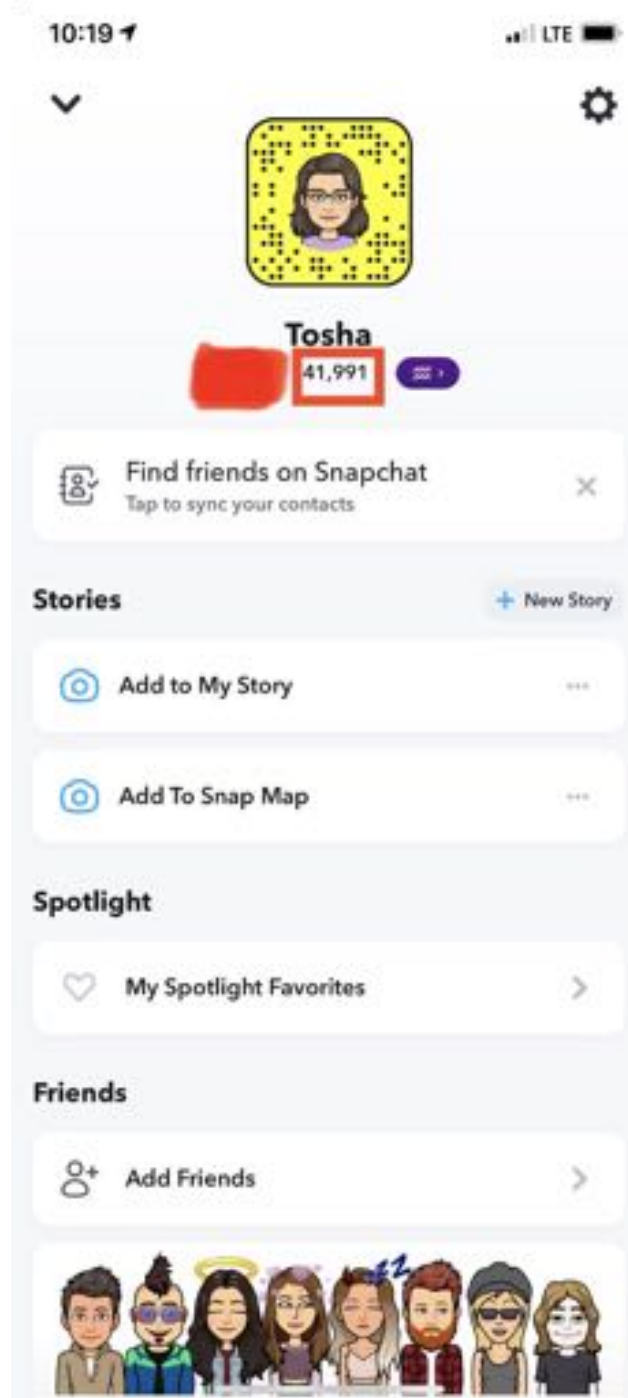 10:19
LTE
Tosha
41,991
Find friends on Snapchat
Tap to sync your contacts
Stories
+ New Story
Add to My Story
Add To Snap Map
Spotlight
My Spotlight Favorites
Friends
Add Friends